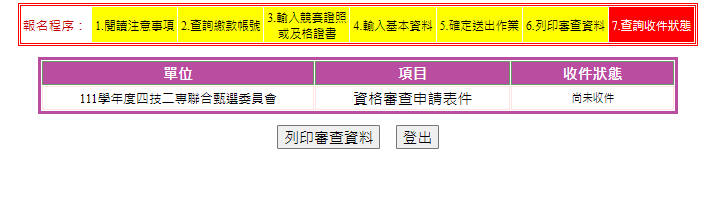 報名程序：
1.閱讀注意事項
2.查詢繳款帳號
3.輸入競賽證照
或及格證書
4.輸入基本資料
5.確定送出作業
6.列印審查資料
7.查詢收件狀態
單位 項目 收件狀態
111學年度四技二專聯合甄選委員會 資格審查申請表件 尚未收件
列印審查資料 登出